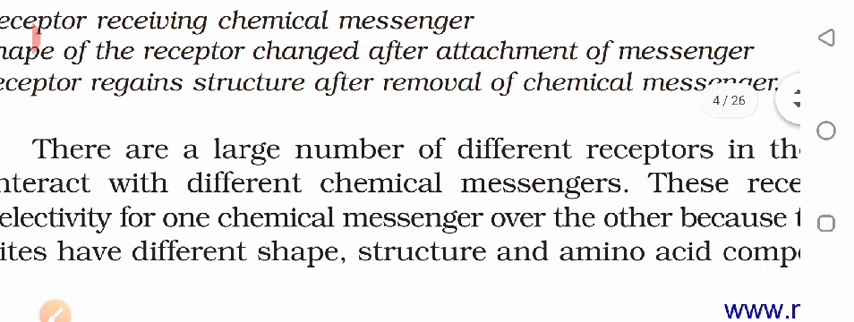 eceptor receiving chemical messenger
hape of the receptor changed after attachment of messenger
eceptor regains structure after removal of chemical messenger.
4 / 26
There are a large number of different receptors in th
nteract with different chemical messengers. These rece
electivity for one chemical messenger over the other because t
ites have different shape, structure and amino acid comp
www.r